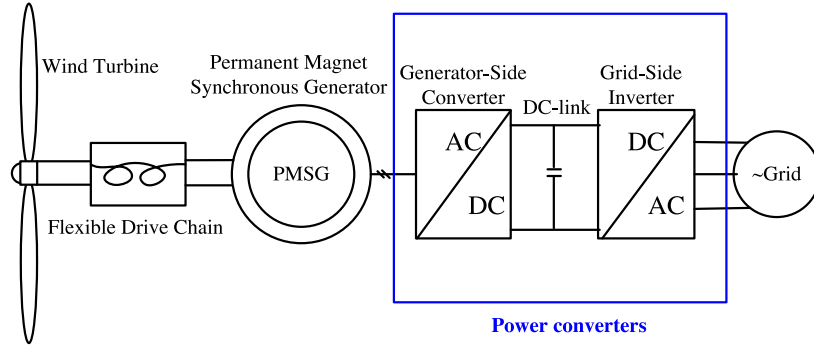 Wind Turbine
Permanent Magnet
Synchronous Generator
Generator-Side
Converter
DC-link
Grid-Side
Inverter
AC
DC
DC
AC
PMSG
~Grid
Flexible Drive Chain
Power converters